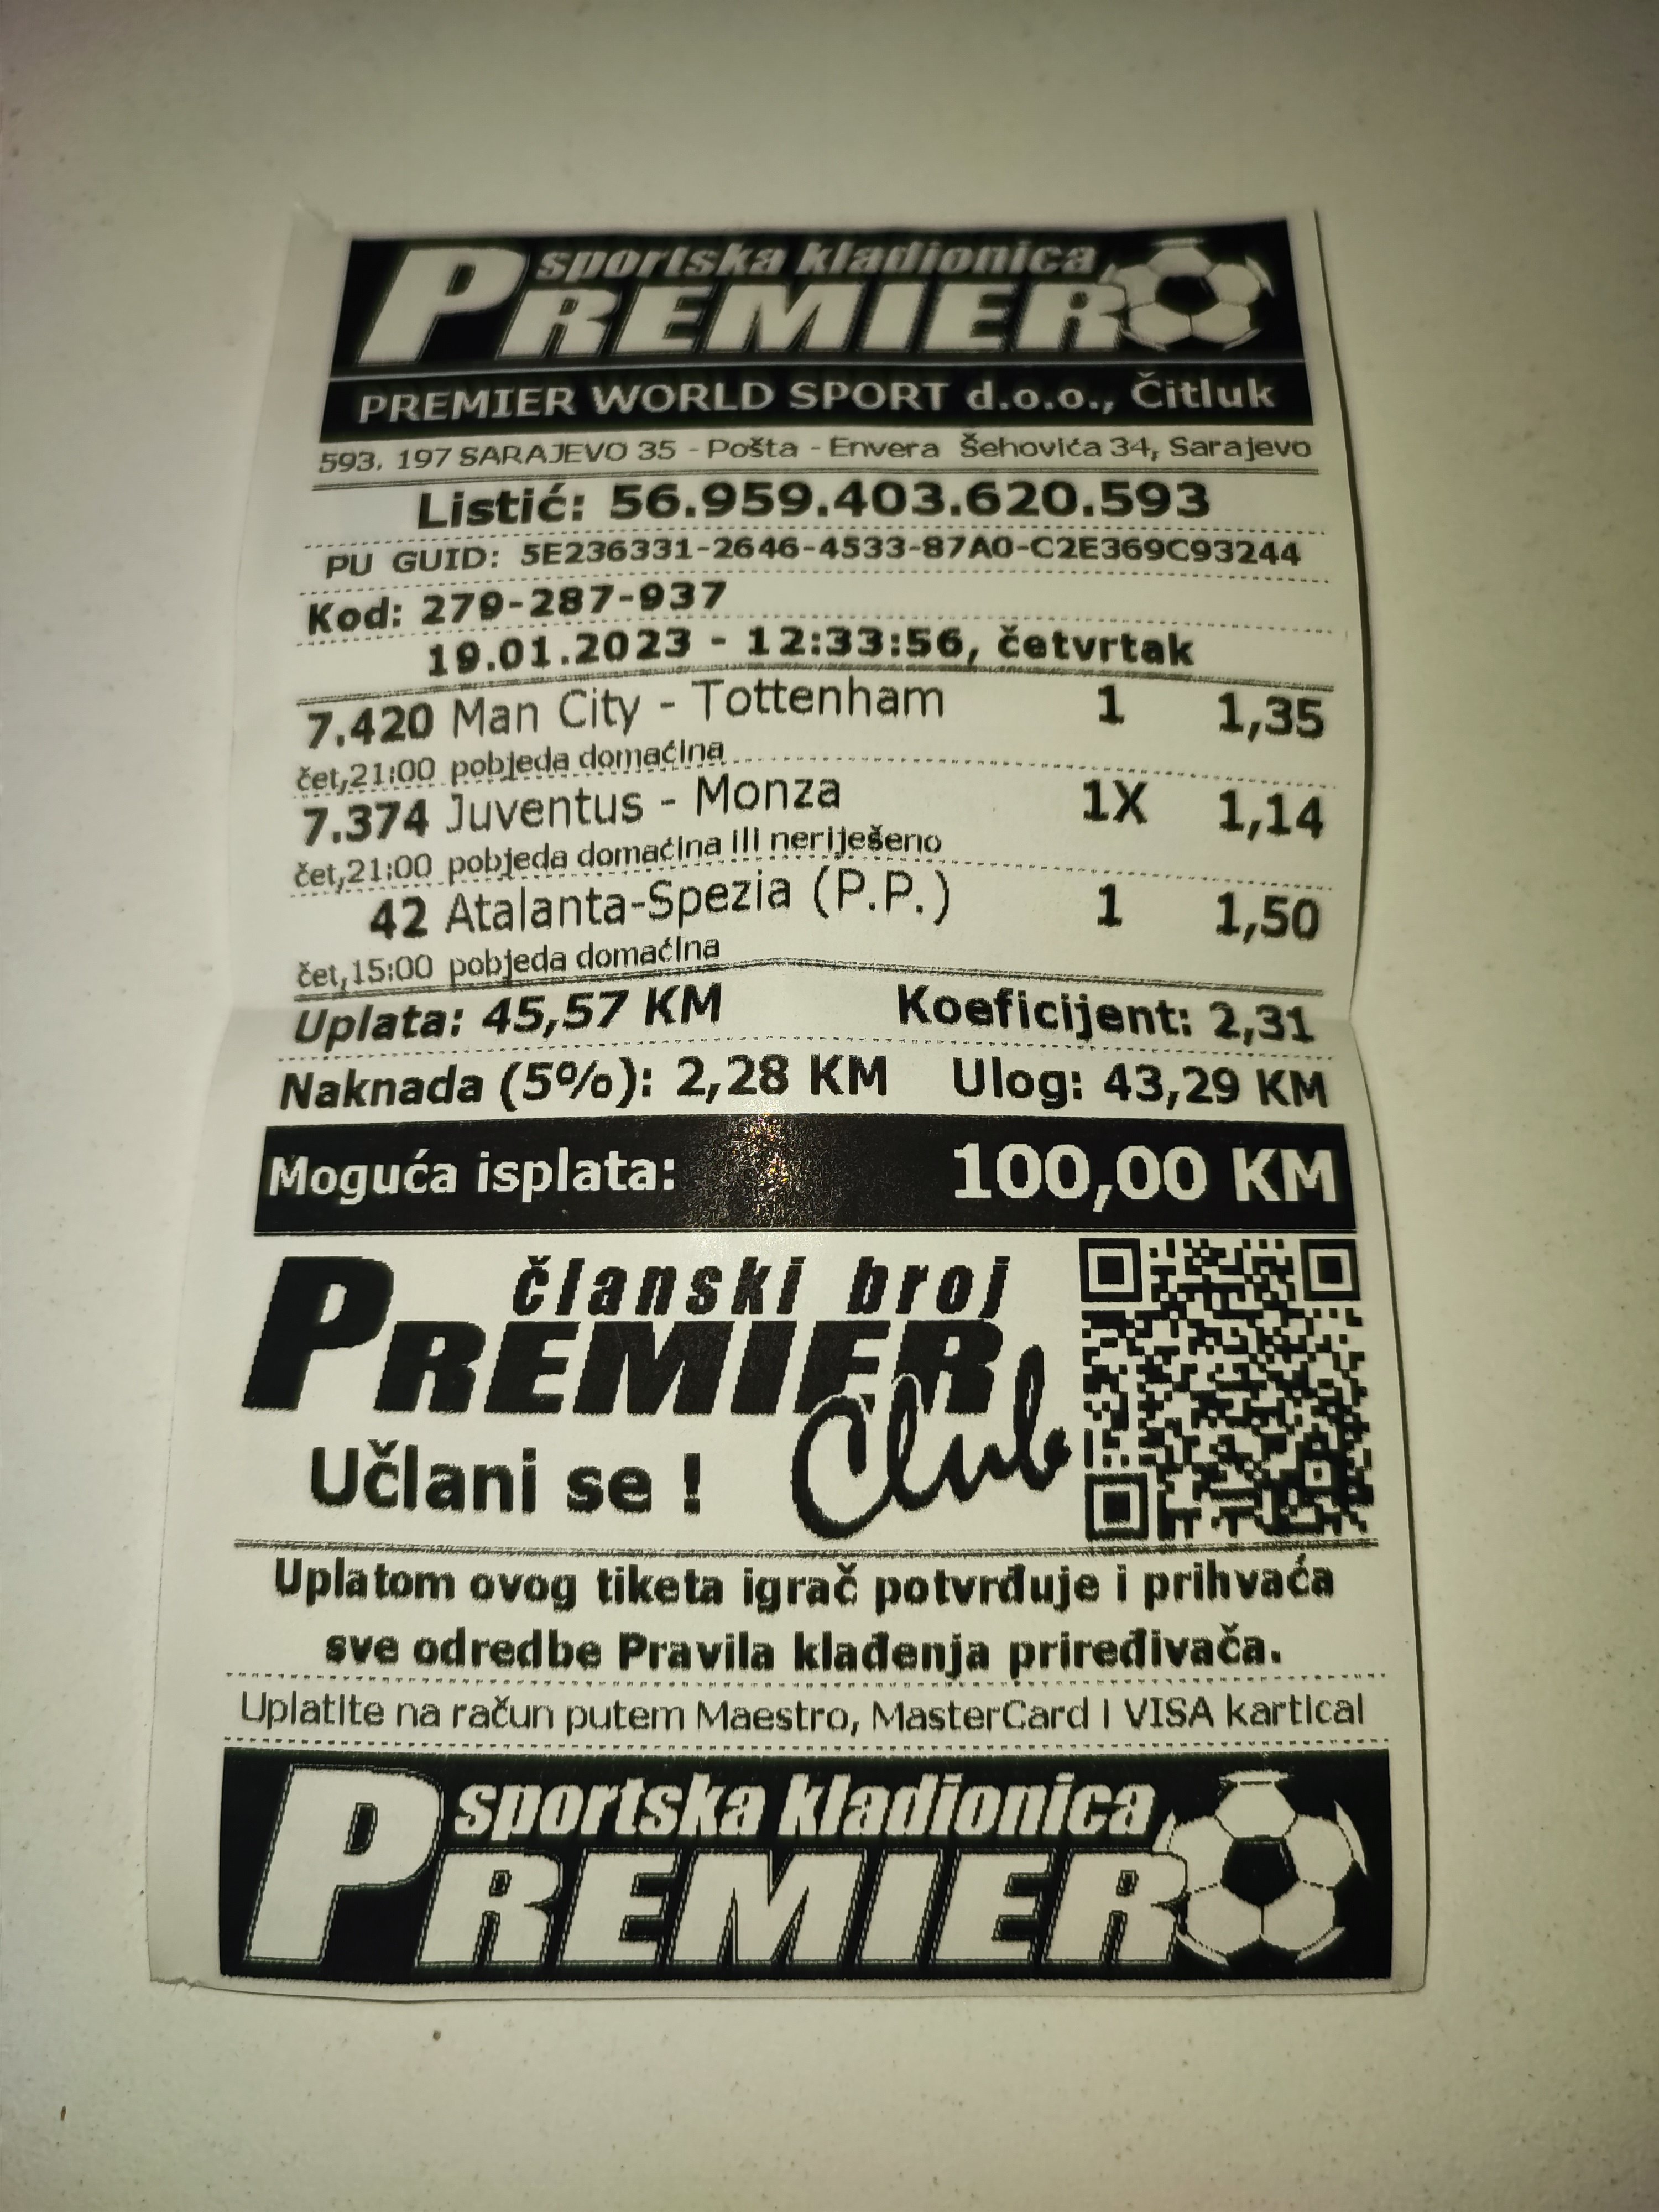 sportska kladionica
PREMIER
PREMIER WORLD SPORT d.o.o., Čitluk
593. 197 SARAJEVO 35 - Pošta - Envera Šehovića 34, Sarajevo
Listić: 56.959.403.620.593
PU GUID: 5E236331-2646-4533-87A0-C2E369C93244
Kod: 279-287-937
19.01.2023 - 12:33:56, četvrtak
7.420 Man City - Tottenham 1 1,35
čet,21:00 pobjeda domaćina
7.374 Juventus - Monza 1X 1,14
čet,21:00 pobjeda domaćina ili neriješeno
42 Atalanta-Spezia (P.P.) 1 1,50
čet,15:00 pobjeda domaćina
Uplata: 45,57 KM Koeficijent: 2,31
Naknada (5%): 2,28 KM Ulog: 43,29 KM
Moguća isplata: 100,00 KM
članski broj
PREMIER
Club
Učlani se !
Uplatom ovog tiketa igrač potvrđuje i prihvaća
sve odredbe Pravila klađenja priređivača.
Uplatite na račun putem Maestro, MasterCard i VISA kartica!
sportska kladionica
PREMIER